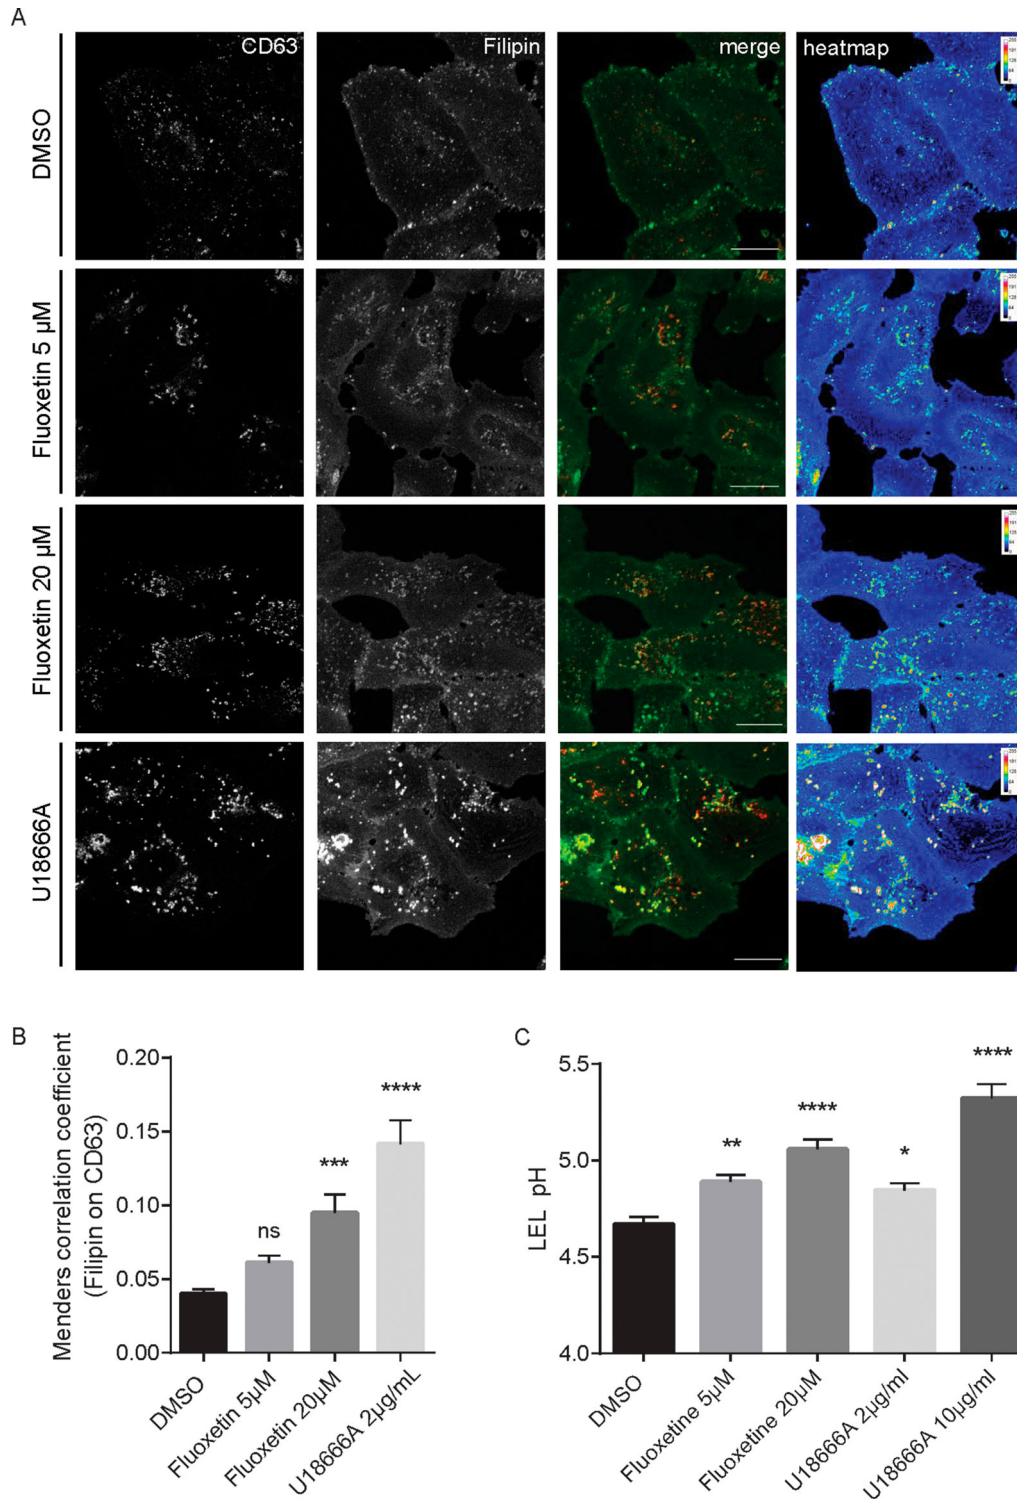 A
CD63
Filipin
merge
heatmap
DMSO
Fluoxetin 5 µM
Fluoxetin 20 µM
U18666A
B
Menders correlation coefficient
(Filipin on CD63)
0.20
0.15
0.10
0.05
0.00
ns
***
****
DMSO
Fluoxetin 5µM
Fluoxetin 20µM
U18666A 2µg/mL
C
LEL pH
5.5
5.0
4.5
4.0
**
****
*
****
DMSO
Fluoxetine 5µM
Fluoxetine 20µM
U18666A 2µg/ml
U18666A 10µg/ml